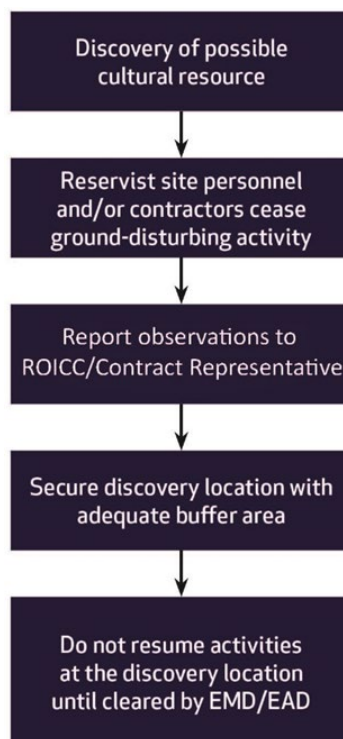 Discovery of possible
cultural resource
Reservist site personnel
and/or contractors cease
ground-disturbing activity
Report observations to
ROICC/Contract Representative
Secure discovery location with
adequate buffer area
Do not resume activities
at the discovery location
until cleared by EMD/EAD